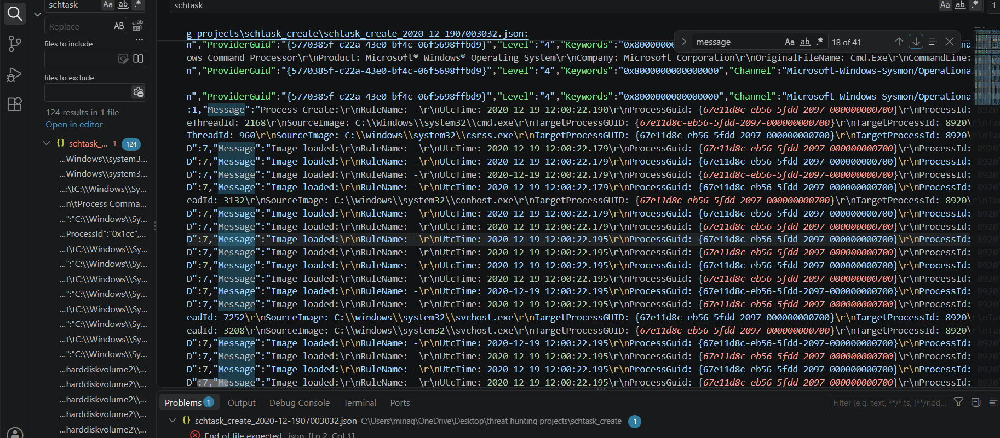 schtask
Aa ab .*
Replace
AB
files to include
files to exclude
124 results in 1 file -
Open in editor
{} schtask_... 1 124
...Windows\\system3...
...Windows\\system3...
...:\tC:\\Windows\\Sy...
...n\tProcess Comma...
...":"C:\\Windows\\Sy...
...ProcessId":"0x1cc",...
...t\tC:\\Windows\\Sy...
...":"C:\\Windows\\Sy...
...t\tC:\\Windows\\Sy...
...":"C:\\Windows\\Sy...
...t\tC:\\Windows\\Sy...
...":"C:\\Windows\\Sy...
...t\tC:\\Windows\\Sy...
...":"C:\\Windows\\Sy...
...harddiskvolume2\\...
...harddiskvolume2\\...
...harddiskvolume2\\...
...harddiskvolume2\\...
...harddiskvolume2\\...
schtask
Aa ab .* 1
g projects\schtask_create\schtask_create_2020-12-1907003032.json:
message Aa ab .* 18 of 41
n","ProviderGuid":"{5770385f-c22a-43e0-bf4c-06f5698ffbd9}","Level":"4","Keywords":"0x80000000
ows Command Processor\r\nProduct: Microsoft® Windows® Operating System\r\nCompany: Microsoft Corporation\r\nOriginalFileName: Cmd.Exe\r\nCommandLine:
n","ProviderGuid":"{5770385f-c22a-43e0-bf4c-06f5698ffbd9}","Level":"4","Keywords":"0x8000000000000000","Channel":"Microsoft-Windows-Sysmon/Operationa
n","ProviderGuid":"{5770385f-c22a-43e0-bf4c-06f5698ffbd9}","Level":"4","Keywords":"0x8000000000000000","Channel":"Microsoft-Windows-Sysmon/Operationa
:1,"Message":"Process Create:\r\nRuleName: -\r\nUtcTime: 2020-12-19 12:00:22.190\r\nProcessGuid: {67e11d8c-eb56-5fdd-2097-000000000700}\r\nProcessId: 8920
eThreadId: 2168\r\nSourceImage: C:\\Windows\\system32\\cmd.exe\r\nTargetProcessGUID: {67e11d8c-eb56-5fdd-2097-000000000700}\r\nTargetProcessId: 8920\r\nTar
ThreadId: 960\r\nSourceImage: C:\\windows\\system32\\csrss.exe\r\nTargetProcessGUID: {67e11d8c-eb56-5fdd-2097-000000000700}\r\nTargetProcessId: 8920\r\nTar
D":7,"Message":"Image loaded:\r\nRuleName: -\r\nUtcTime: 2020-12-19 12:00:22.179\r\nProcessGuid: {67e11d8c-eb56-5fdd-2097-000000000700}\r\nProcessId: 8920
D":7,"Message":"Image loaded:\r\nRuleName: -\r\nUtcTime: 2020-12-19 12:00:22.179\r\nProcessGuid: {67e11d8c-eb56-5fdd-2097-000000000700}\r\nProcessId: 8920
D":7,"Message":"Image loaded:\r\nRuleName: -\r\nUtcTime: 2020-12-19 12:00:22.179\r\nProcessGuid: {67e11d8c-eb56-5fdd-2097-000000000700}\r\nProcessId: 8920
D":7,"Message":"Image loaded:\r\nRuleName: -\r\nUtcTime: 2020-12-19 12:00:22.179\r\nProcessGuid: {67e11d8c-eb56-5fdd-2097-000000000700}\r\nProcessId: 8920
eadId: 3132\r\nSourceImage: C:\\windows\\system32\\conhost.exe\r\nTargetProcessGUID: {67e11d8c-eb56-5fdd-2097-000000000700}\r\nTargetProcessId: 8920\r\nTar
D":7,"Message":"Image loaded:\r\nRuleName: -\r\nUtcTime: 2020-12-19 12:00:22.179\r\nProcessGuid: {67e11d8c-eb56-5fdd-2097-000000000700}\r\nProcessId: 8920
D":7,"Message":"Image loaded:\r\nRuleName: -\r\nUtcTime: 2020-12-19 12:00:22.179\r\nProcessGuid: {67e11d8c-eb56-5fdd-2097-000000000700}\r\nProcessId: 8920
D":7,"Message":"Image loaded:\r\nRuleName: -\r\nUtcTime: 2020-12-19 12:00:22.195\r\nProcessGuid: {67e11d8c-eb56-5fdd-2097-000000000700}\r\nProcessId: 8920
D":7,"Message":"Image loaded:\r\nRuleName: -\r\nUtcTime: 2020-12-19 12:00:22.195\r\nProcessGuid: {67e11d8c-eb56-5fdd-2097-000000000700}\r\nProcessId: 8920
D":7,"Message":"Image loaded:\r\nRuleName: -\r\nUtcTime: 2020-12-19 12:00:22.195\r\nProcessGuid: {67e11d8c-eb56-5fdd-2097-000000000700}\r\nProcessId: 8920
D":7,"Message":"Image loaded:\r\nRuleName: -\r\nUtcTime: 2020-12-19 12:00:22.195\r\nProcessGuid: {67e11d8c-eb56-5fdd-2097-000000000700}\r\nProcessId: 8920
D":7,"Message":"Image loaded:\r\nRuleName: -\r\nUtcTime: 2020-12-19 12:00:22.195\r\nProcessGuid: {67e11d8c-eb56-5fdd-2097-000000000700}\r\nProcessId: 8920
D":7,"Message":"Image loaded:\r\nRuleName: -\r\nUtcTime: 2020-12-19 12:00:22.195\r\nProcessGuid: {67e11d8c-eb56-5fdd-2097-000000000700}\r\nProcessId: 8920
eadId: 7252\r\nSourceImage: C:\\windows\\system32\\svchost.exe\r\nTargetProcessGUID: {67e11d8c-eb56-5fdd-2097-000000000700}\r\nTargetProcessId: 8920\r\nTar
eadId: 3208\r\nSourceImage: C:\\windows\\system32\\svchost.exe\r\nTargetProcessGUID: {67e11d8c-eb56-5fdd-2097-000000000700}\r\nTargetProcessId: 8920\r\nTar
D":7,"Message":"Image loaded:\r\nRuleName: -\r\nUtcTime: 2020-12-19 12:00:22.195\r\nProcessGuid: {67e11d8c-eb56-5fdd-2097-000000000700}\r\nProcessId: 8920
D":7,"Message":"Image loaded:\r\nRuleName: -\r\nUtcTime: 2020-12-19 12:00:22.195\r\nProcessGuid: {67e11d8c-eb56-5fdd-2097-000000000700}\r\nProcessId: 8920
D":7,"Message":"Image loaded:\r\nRuleName: -\r\nUtcTime: 2020-12-19 12:00:22.195\r\nProcessGuid: {67e11d8c-eb56-5fdd-2097-000000000700}\r\nProcessId: 8920
D":7,"Message":"Image loaded:\r\nRuleName: -\r\nUtcTime: 2020-12-19 12:00:22.195\r\nProcessGuid: {67e11d8c-eb56-5fdd-2097-000000000700}\r\nProcessId: 8920
Problems 1 Output Debug Console Terminal Ports
Filter (e.g. text, **/*.ts, !**/nod...
{} schtask_create_2020-12-1907003032.json C:\Users\minag\OneDrive\Desktop\threat hunting projects\schtask_create 1
End of file expected. json [Ln 2, Col 1]